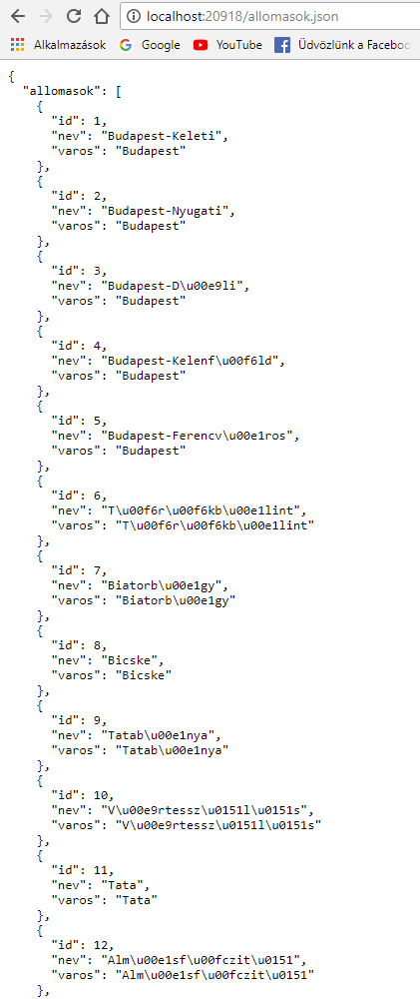 localhost:20918/allomasok.json
Alkalmazások Google YouTube Üdvözlünk a Faceboo
{
  "allomasok": [
    {
      "id": 1,
      "nev": "Budapest-Keleti",
      "varos": "Budapest"
    },
    {
      "id": 2,
      "nev": "Budapest-Nyugati",
      "varos": "Budapest"
    },
    {
      "id": 3,
      "nev": "Budapest-D\u00e9li",
      "varos": "Budapest"
    },
    {
      "id": 4,
      "nev": "Budapest-Kelenf\u00f6ld",
      "varos": "Budapest"
    },
    {
      "id": 5,
      "nev": "Budapest-Ferencv\u00e1ros",
      "varos": "Budapest"
    },
    {
      "id": 6,
      "nev": "T\u00f6r\u00f6kb\u00e1lint",
      "varos": "T\u00f6r\u00f6kb\u00e1lint"
    },
    {
      "id": 7,
      "nev": "Biatorb\u00e1gy",
      "varos": "Biatorb\u00e1gy"
    },
    {
      "id": 8,
      "nev": "Bicske",
      "varos": "Bicske"
    },
    {
      "id": 9,
      "nev": "Tatab\u00e1nya",
      "varos": "Tatab\u00e1nya"
    },
    {
      "id": 10,
      "nev": "V\u00e9rtessz\u0151l\u0151s",
      "varos": "V\u00e9rtessz\u0151l\u0151s"
    },
    {
      "id": 11,
      "nev": "Tata",
      "varos": "Tata"
    },
    {
      "id": 12,
      "nev": "Alm\u00e1sf\u00fczit\u0151",
      "varos": "Alm\u00e1sf\u00fczit\u0151"
    },